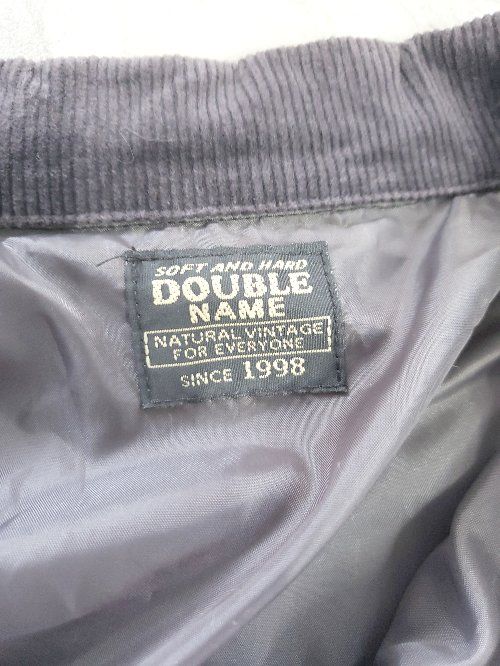 SOFT AND HARD
DOUBLE
NAME
NATURAL VINTAGE
FOR EVERYONE
SINCE 1998